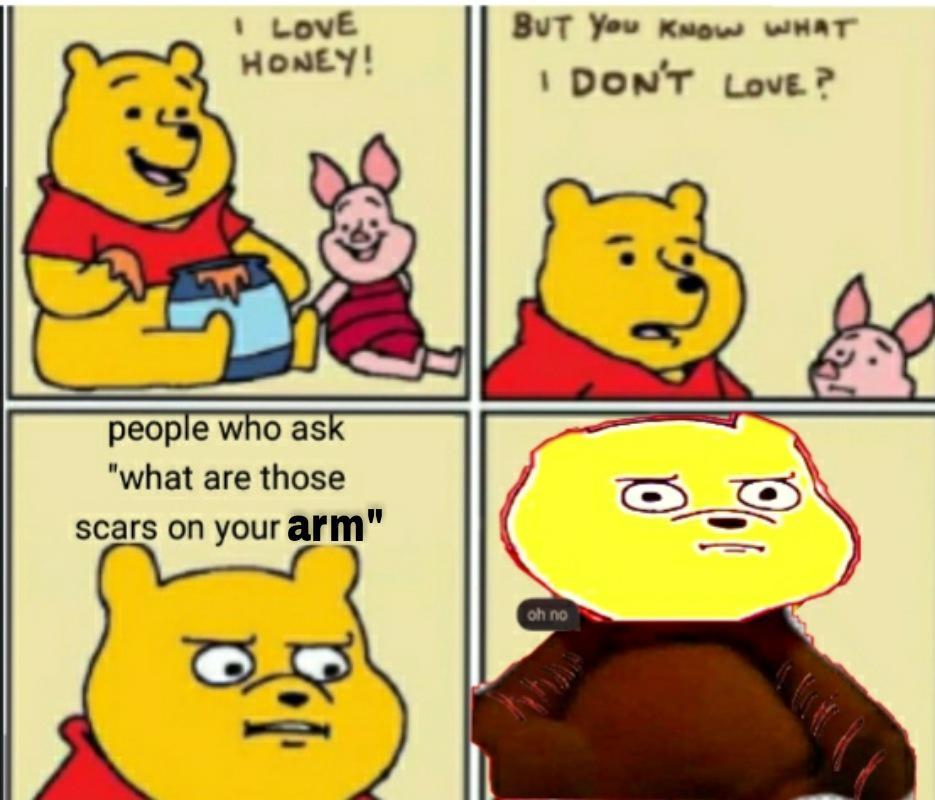 I LOVE
HONEY!
BUT YOU KNOW WHAT
I DON'T LOVE?
people who ask
"what are those
scars on your arm"
oh no